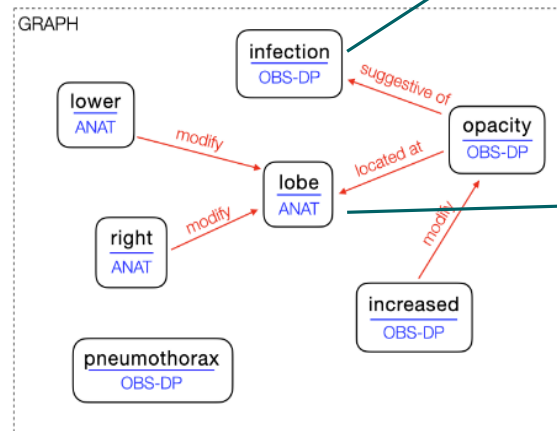 GRAPH
infection
OBS-DP
lower
ANAT
suggestive of
opacity
OBS-DP
modify
located at
lobe
ANAT
right
ANAT
modify
modify
increased
OBS-DP
pneumothorax
OBS-DP